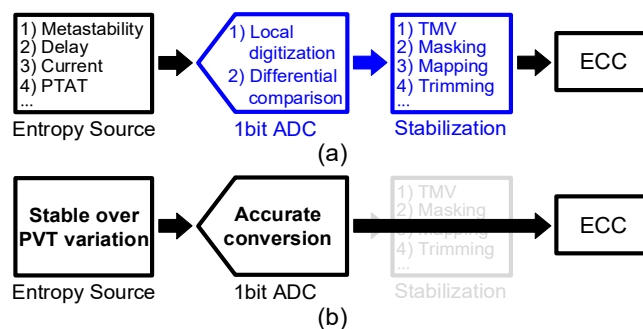 1) Metastability
2) Delay
3) Current
4) PTAT
...
Entropy Source
1) Local
digitization
2) Differential
comparison
1bit ADC
1) TMV
2) Masking
3) Mapping
4) Trimming
...
Stabilization
ECC
(a)
Stable over
PVT variation
Entropy Source
Accurate
conversion
1bit ADC
1) TMV
2) Masking
3) Mapping
4) Trimming
...
Stabilization
ECC
(b)